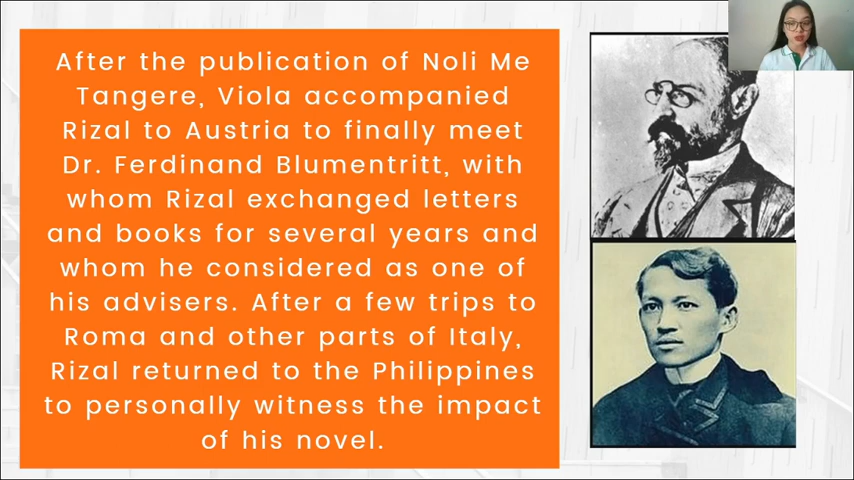 After the publication of Noli Me
Tangere, Viola accompanied
Rizal to Austria to finally meet
Dr. Ferdinand Blumentritt, with
whom Rizal exchanged letters
and books for several years and
whom he considered as one of
his advisers. After a few trips to
Roma and other parts of Italy,
Rizal returned to the Philippines
to personally witness the impact
of his novel.